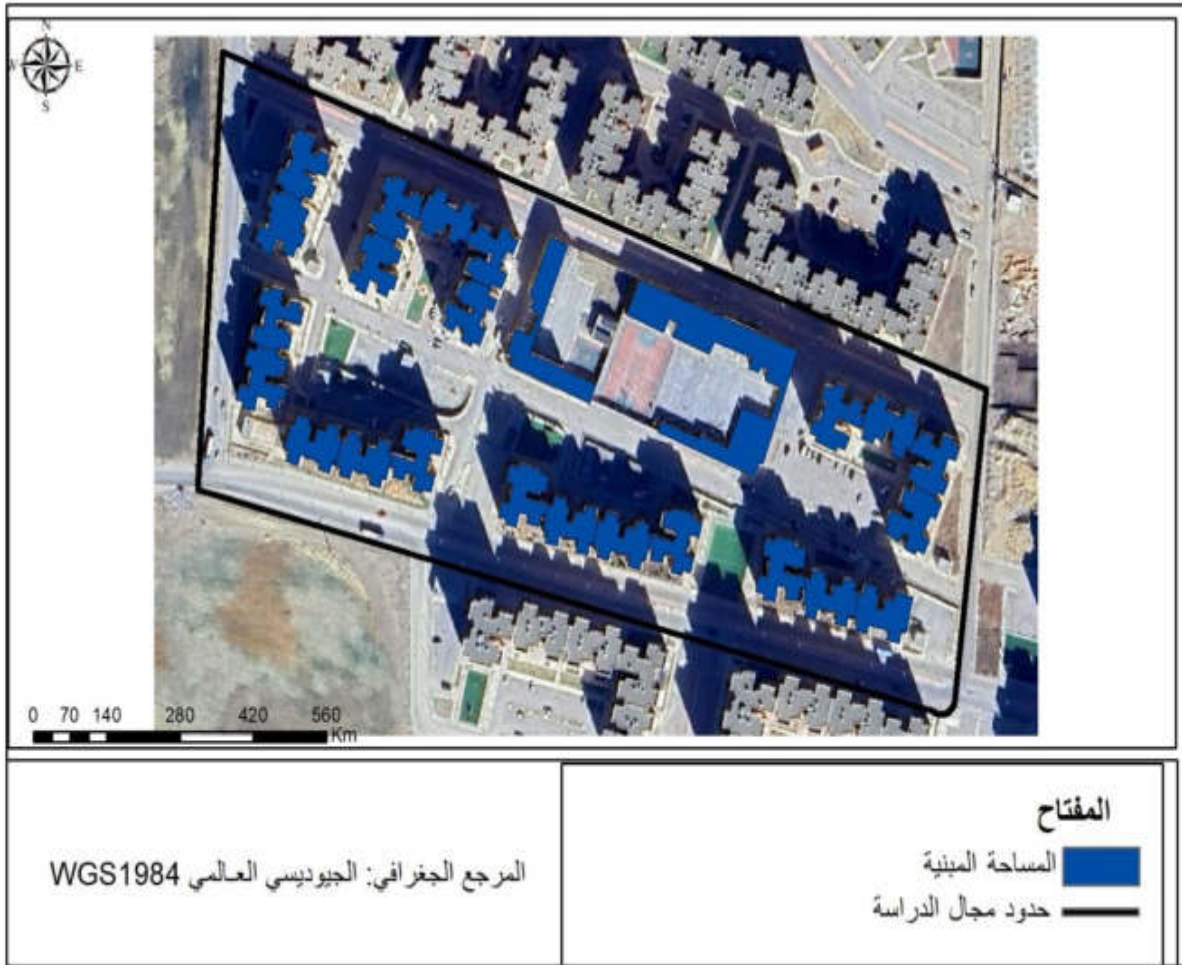 N
W E
S
0 70 140 280 420 560
Km
المفتاح
المساحة المبنية
حدود مجال الدراسة
المرجع الجغرافي: الجيوديسي العالمي WGS1984